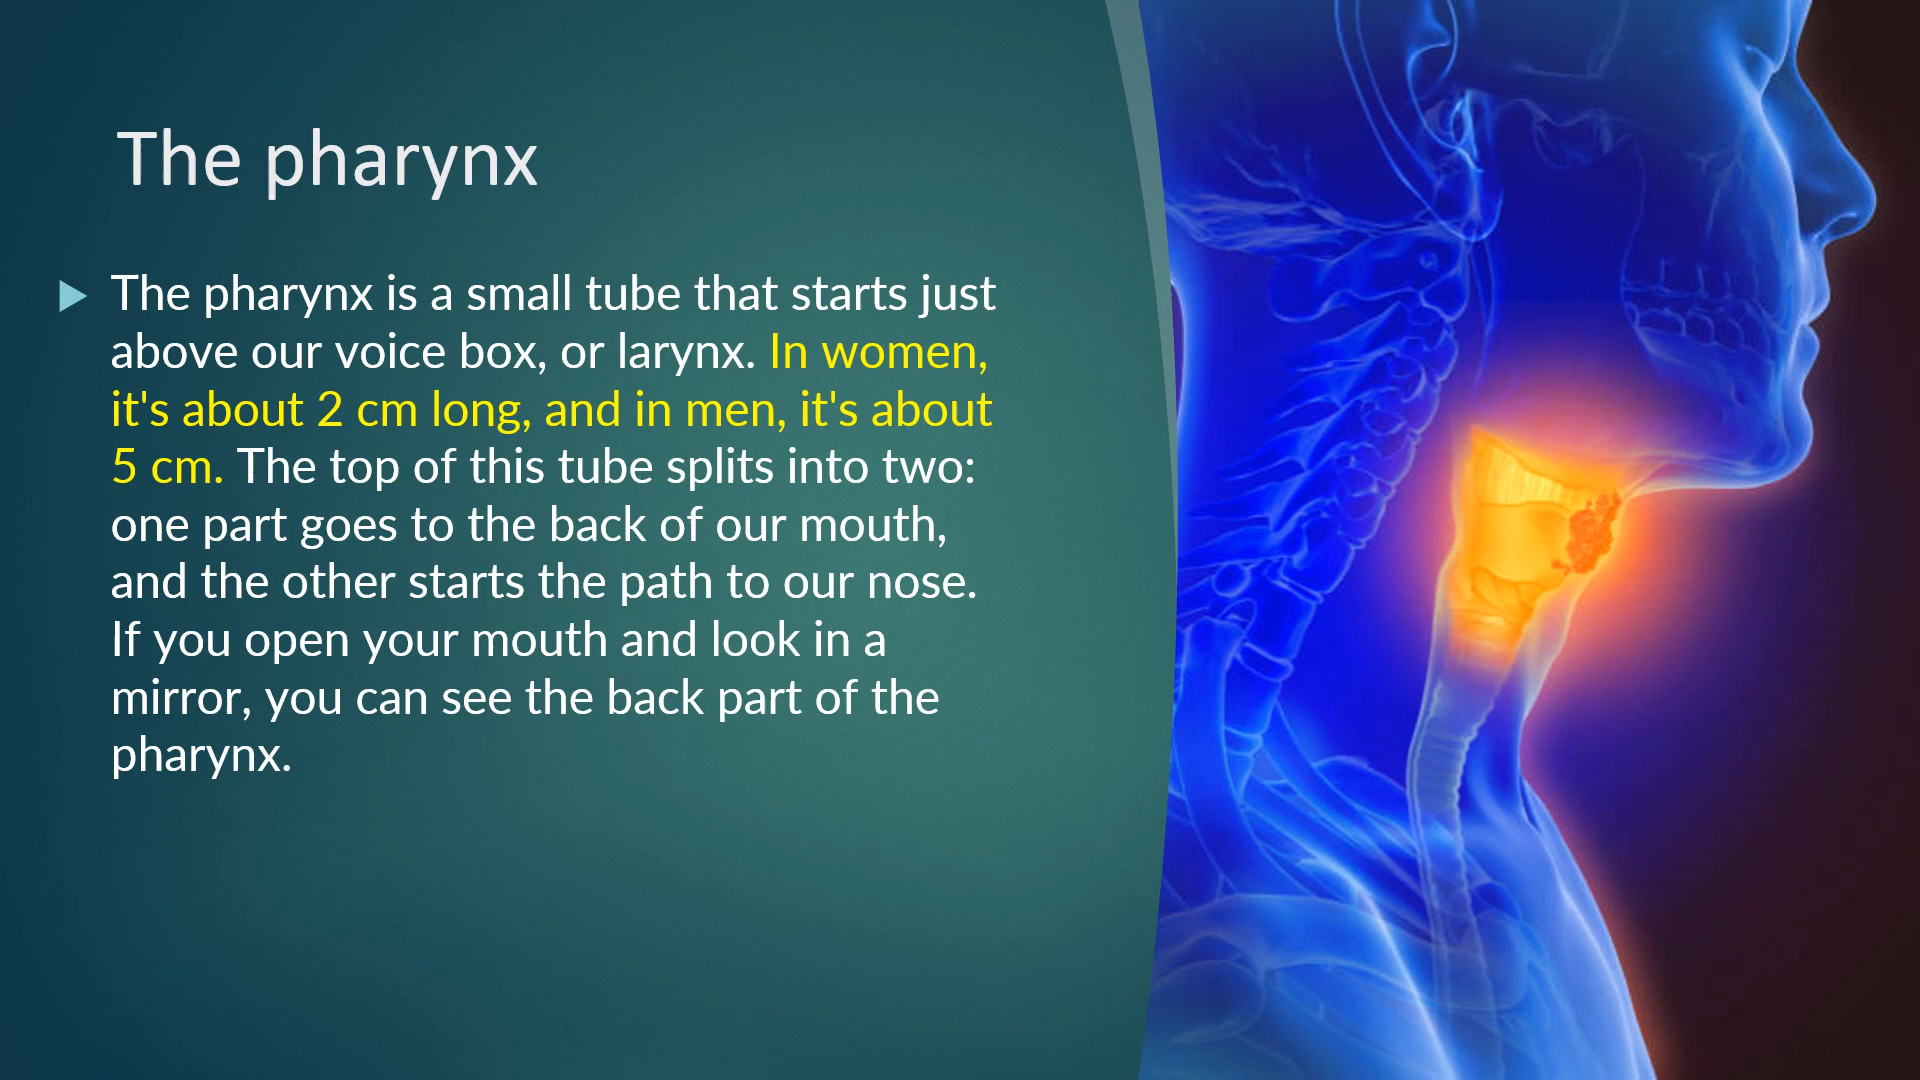 The pharynx
The pharynx is a small tube that starts just
above our voice box, or larynx. In women,
it's about 2 cm long, and in men, it's about
5 cm. The top of this tube splits into two:
one part goes to the back of our mouth,
and the other starts the path to our nose.
If you open your mouth and look in a
mirror, you can see the back part of the
pharynx.